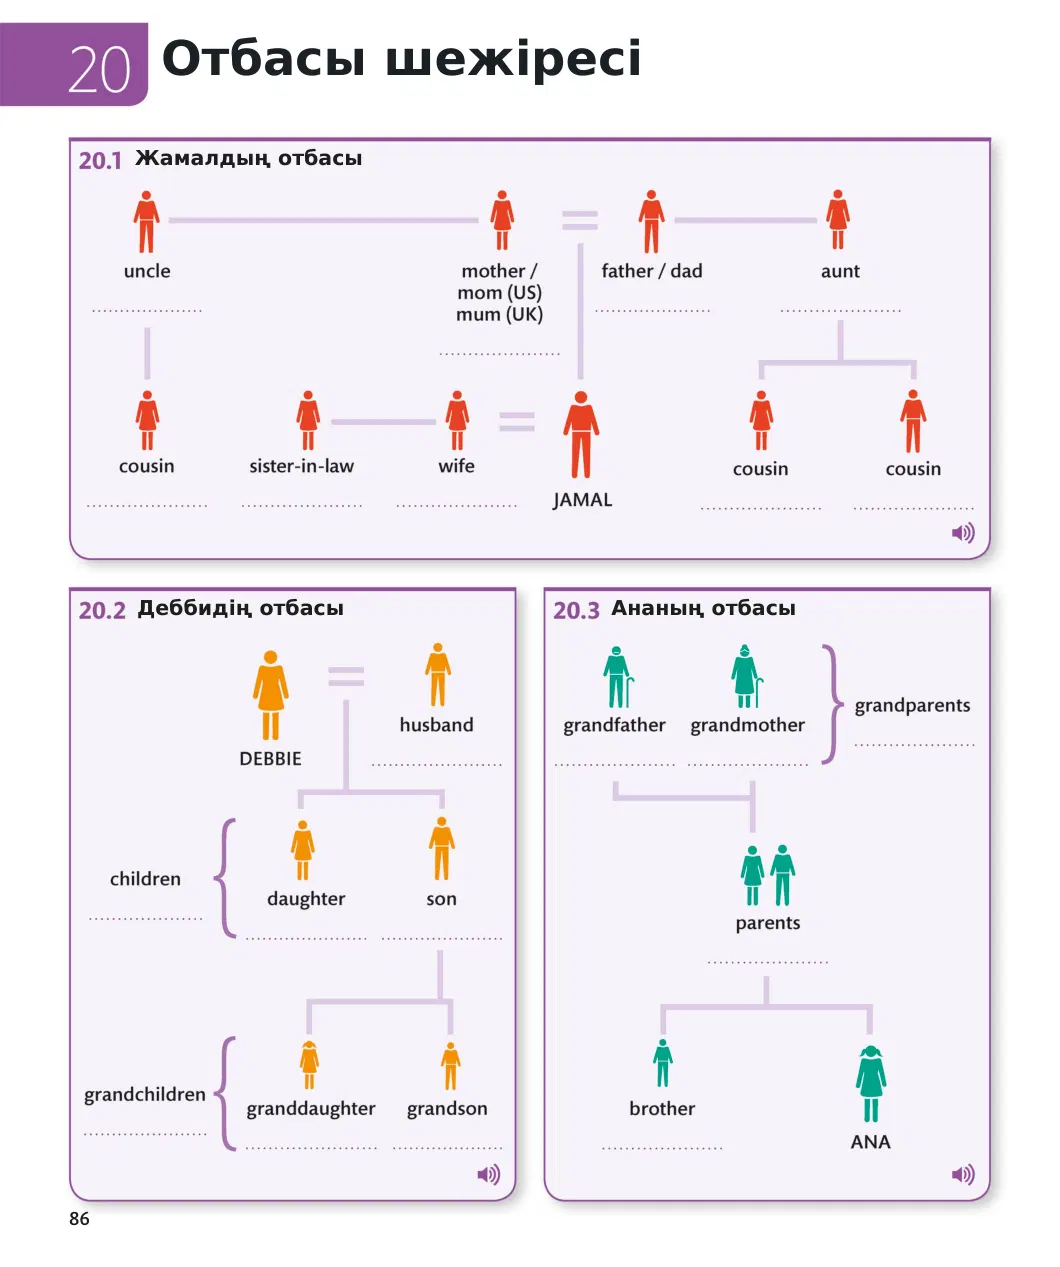 20 Отбасы шежіресі
20.1 Жамалдың отбасы
uncle
mother /
mom (US)
mum (UK)
father / dad
aunt
cousin
sister-in-law
wife
JAMAL
cousin
cousin
20.2 Деббидің отбасы
DEBBIE
husband
children
daughter
son
grandchildren
granddaughter
grandson
20.3 Ананың отбасы
grandfather
grandmother
grandparents
parents
brother
ANA
86